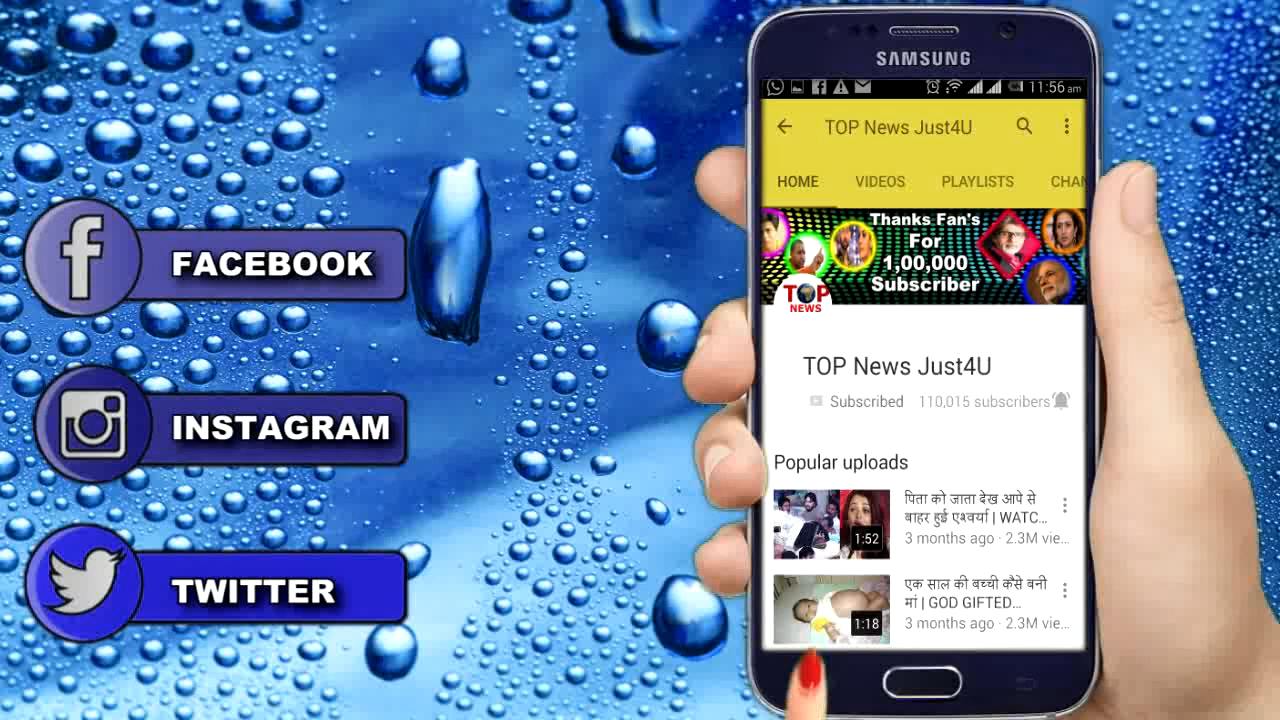 FACEBOOK
INSTAGRAM
TWITTER
SAMSUNG
11:56 am
TOP News Just4U
HOME VIDEOS PLAYLISTS CHAN
Thanks Fan's
For
1,00,000
Subscriber
TOP
NEWS
TOP News Just4U
Subscribed 110,015 subscribers
Popular uploads
पिता को जाता देख आपे से
बाहर हुई एश्वर्या | WATC...
3 months ago · 2.3M vie...
1:52
एक साल की बच्ची कैसे बनी
मां | GOD GIFTED...
3 months ago · 2.3M vie...
1:18